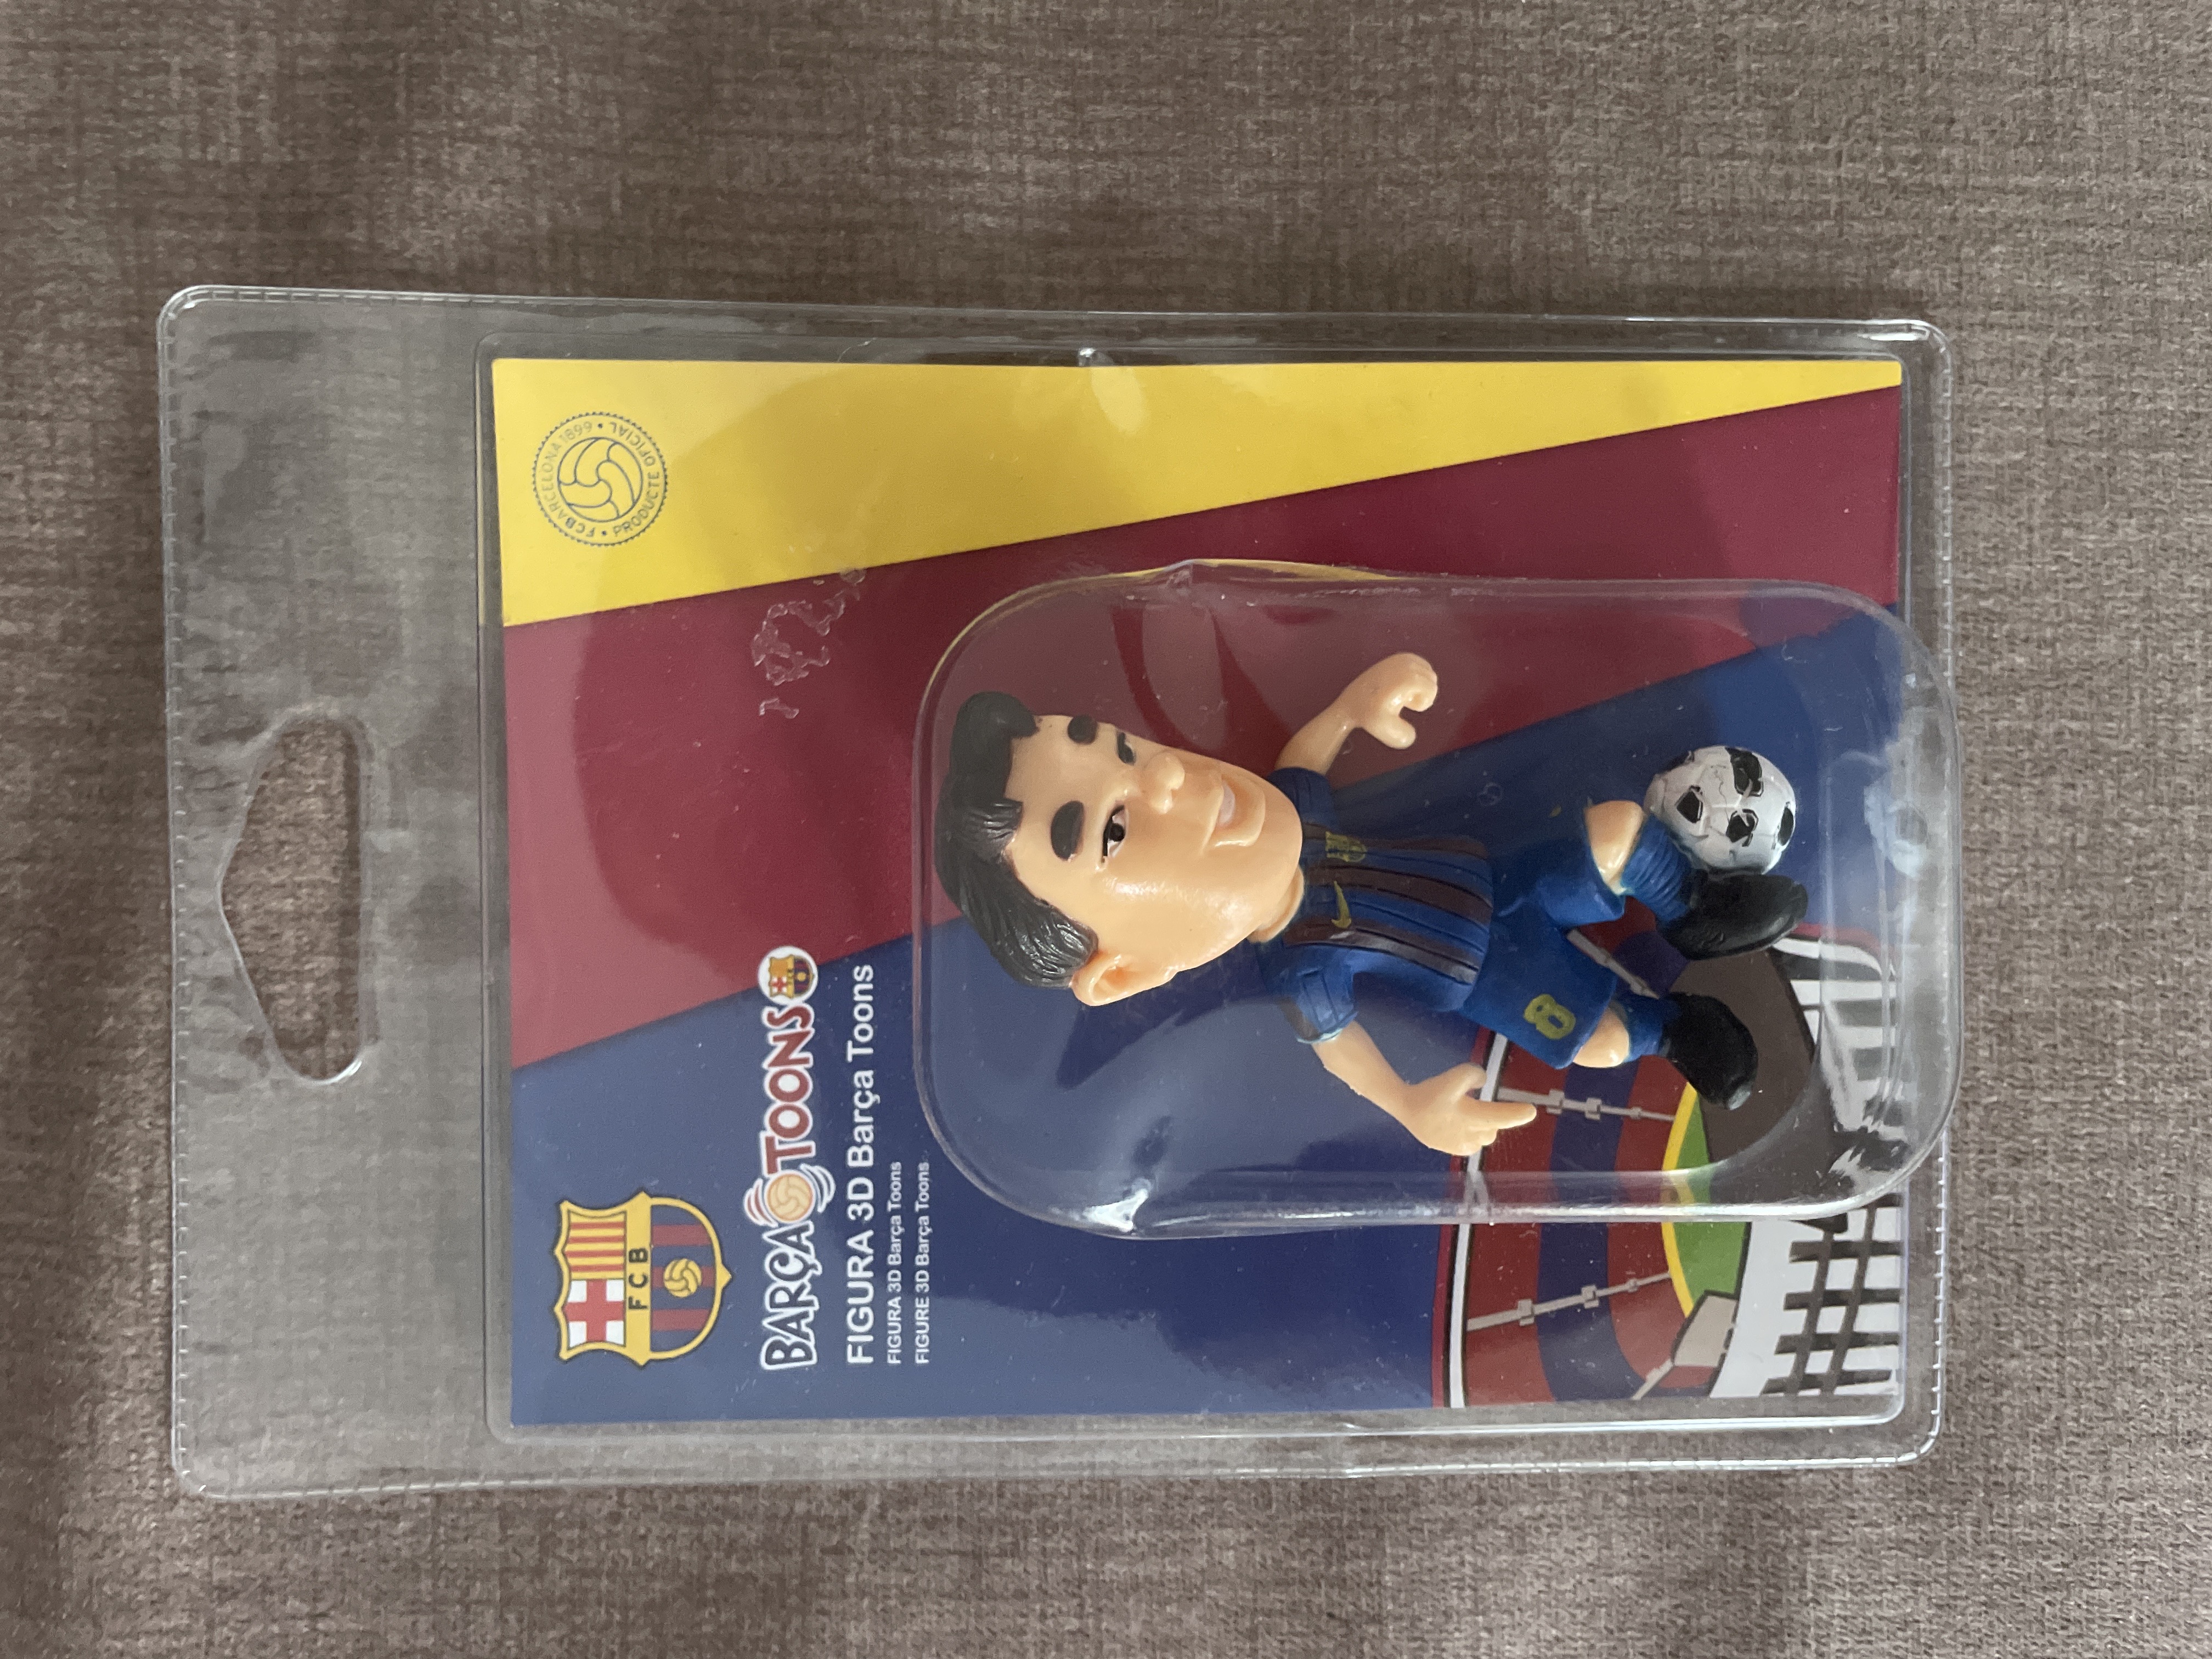 FCB
FCBARCELONA 1899
PRODUCTE OFICIAL
BARÇA TOONS
FIGURA 3D Barça Toons
FIGURA 3D Barça Toons
FIGURE 3D Barça Toons
8